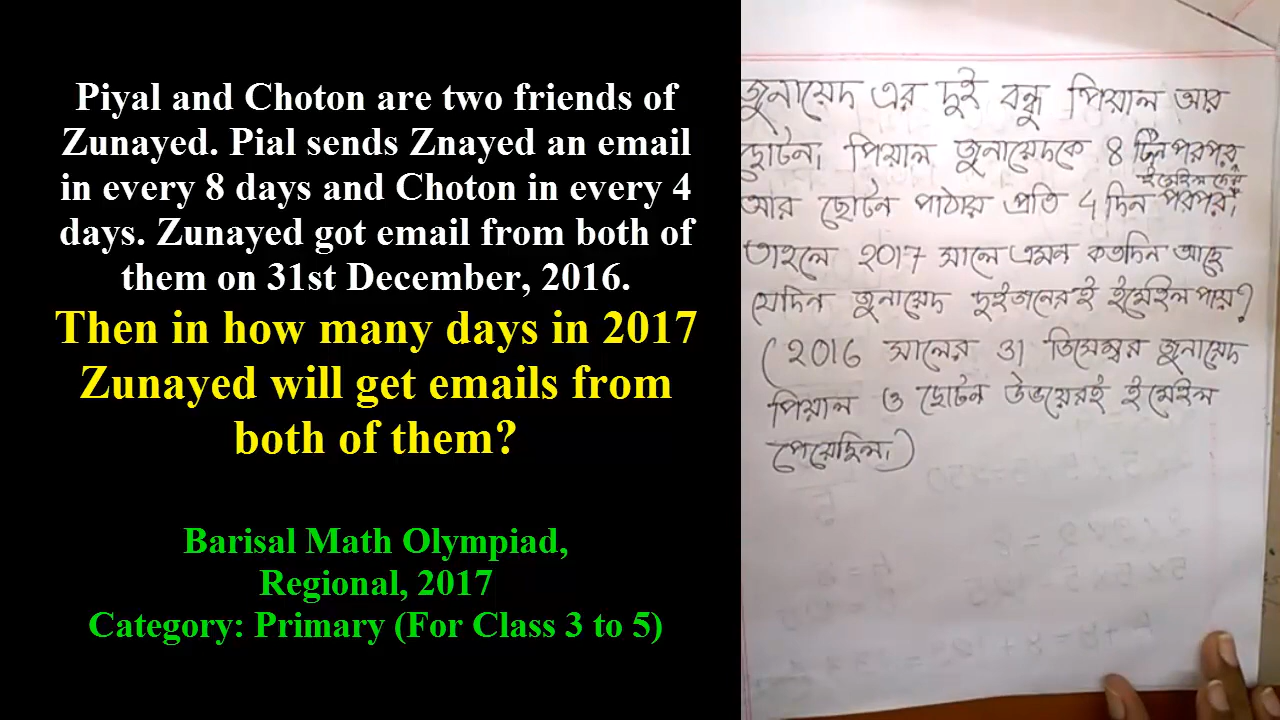 Piyal and Choton are two friends of
Zunayed. Pial sends Znayed an email
in every 8 days and Choton in every 4
days. Zunayed got email from both of
them on 31st December, 2016.
Then in how many days in 2017
Zunayed will get emails from
both of them?
Barisal Math Olympiad,
Regional, 2017
Category: Primary (For Class 3 to 5)
জুনায়েদ এর দুই বন্ধু পিয়াল আর
ছোটন। পিয়াল জুনায়েদকে 8 দিন পরপর
ইমেইল দেয়
আর ছোটন পাঠায় প্রতি 4 দিন পরপর।
তাহলে 2017 সালে এমন কতদিন আছে
যেদিন জুনায়েদ দুইজনের ই ইমেইল পায়?
(2016 সালের 31 ডিসেম্বর জুনায়েদ
পিয়াল ও ছোটন উভয়েরই ইমেইল
পেয়েছিল।)